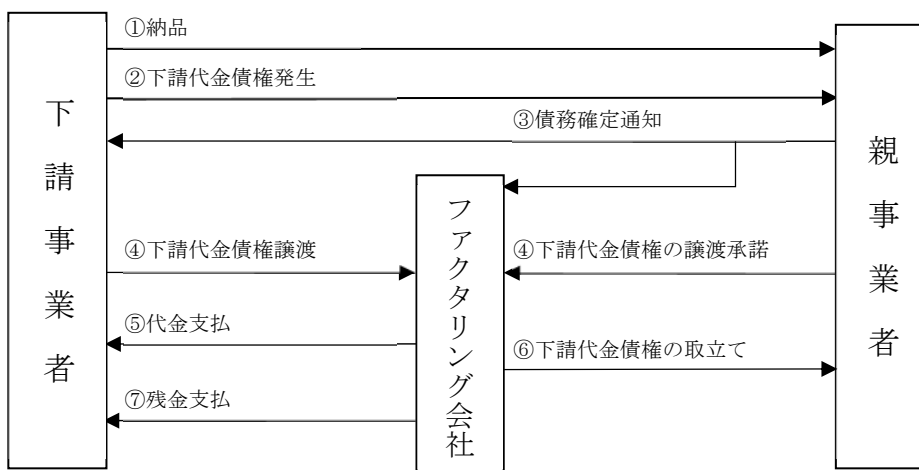 ①納品
②下請代金債権発生
③債務確定通知
下請事業者
親事業者
ファクタリング会社
④下請代金債権譲渡
④下請代金債権の譲渡承諾
⑤代金支払
⑥下請代金債権の取立て
⑦残金支払